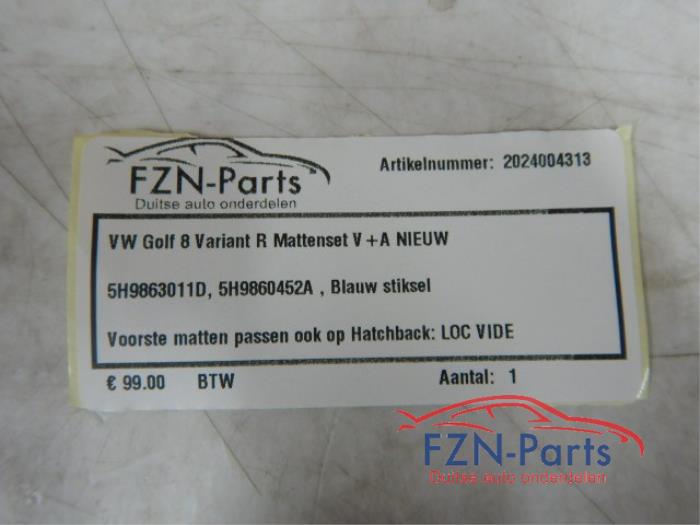 FZN-Parts
Duitse auto onderdelen
Artikelnummer: 2024004313
VW Golf 8 Variant R Mattenset V+A NIEUW
5H9863011D, 5H9860452A , Blauw stiksel
Voorste matten passen ook op Hatchback: LOC VIDE
€ 99.00 BTW Aantal: 1
FZN-Parts
Duitse auto onderdelen